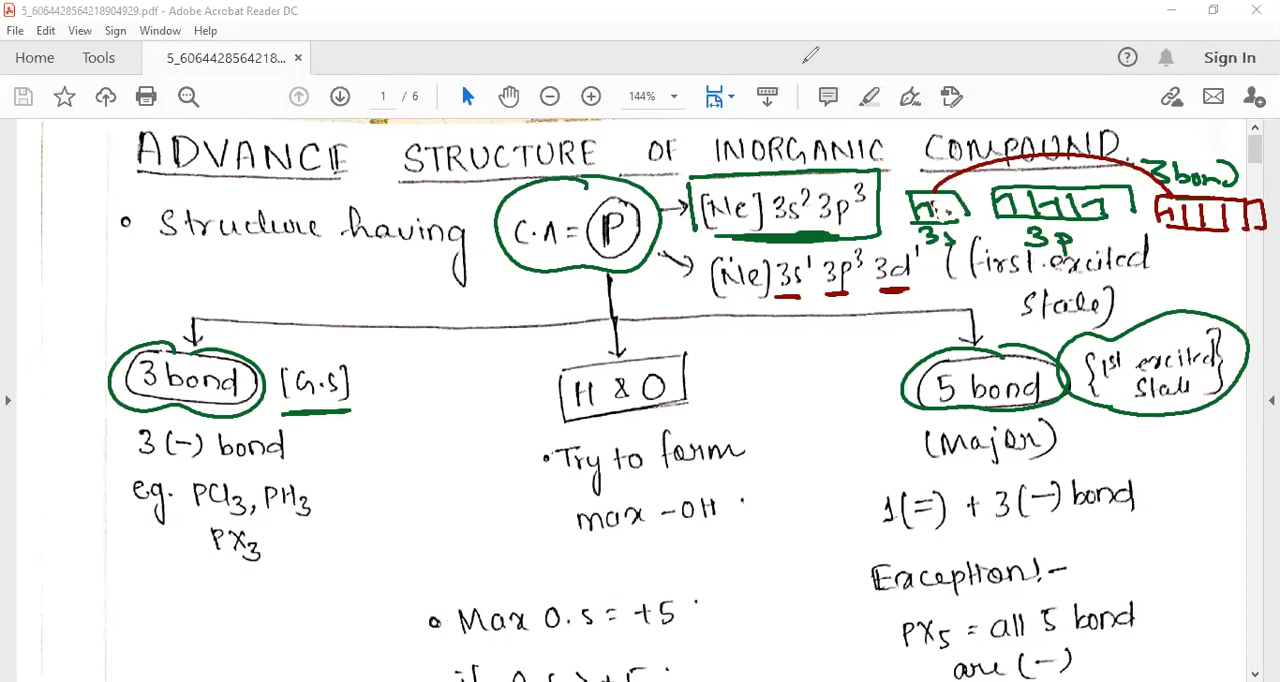 5_6064428564218904929.pdf - Adobe Acrobat Reader DC
File Edit View Sign Window Help
Home Tools 5_6064428564218... × Sign In
1 / 6 144%
ADVANCE STRUCTURE OF INORGANIC COMPOUND.
3 bond
• Structure having C.A = P [Ne] 3s² 3p³
3s 3p
[Ne] 3s¹ 3p³ 3d¹ (first excited
state)
3 bond [G.S]
H & O
5 bond {1st excited
state}
3 (-) bond
eg. PCl3, PH3
PX3
• Try to form
max -OH
(Major)
1(=) + 3(-) bond
Exception:-
PX5 = all 5 bond
are (-)
• Max O.S = +5